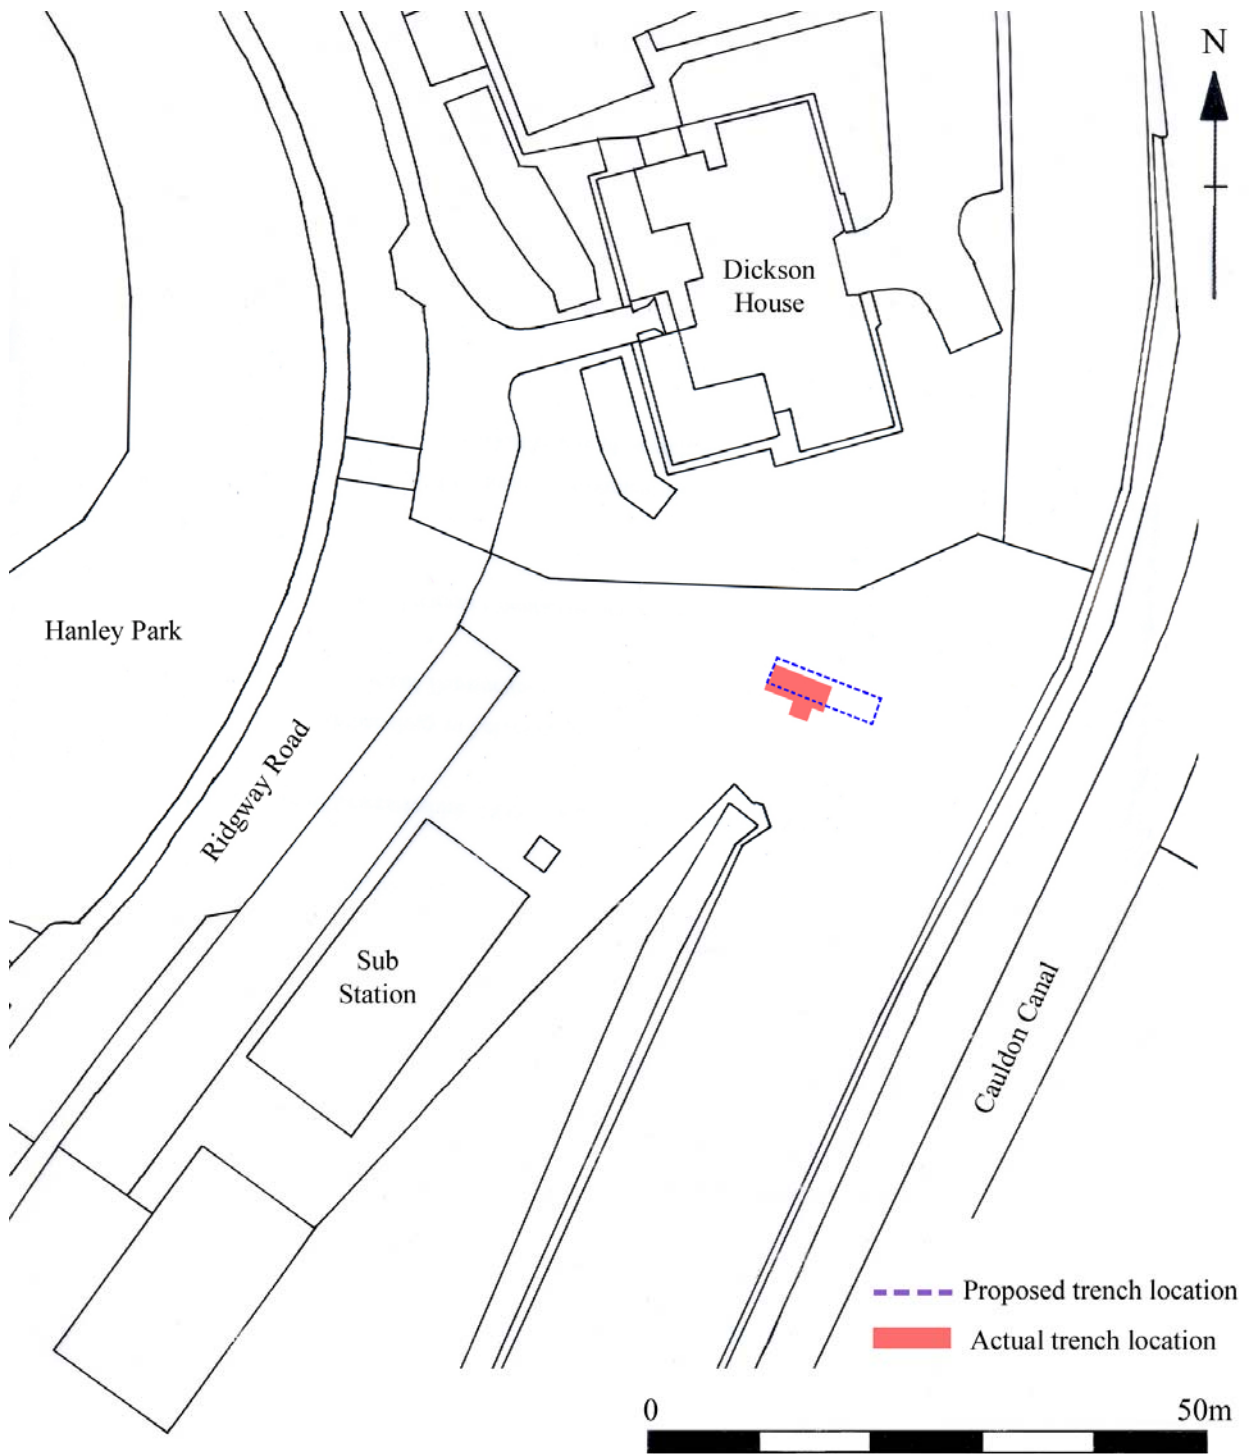 N
Dickson
House
Hanley Park
Ridgway Road
Sub
Station
Cauldon Canal
Proposed trench location
Actual trench location
0 50m